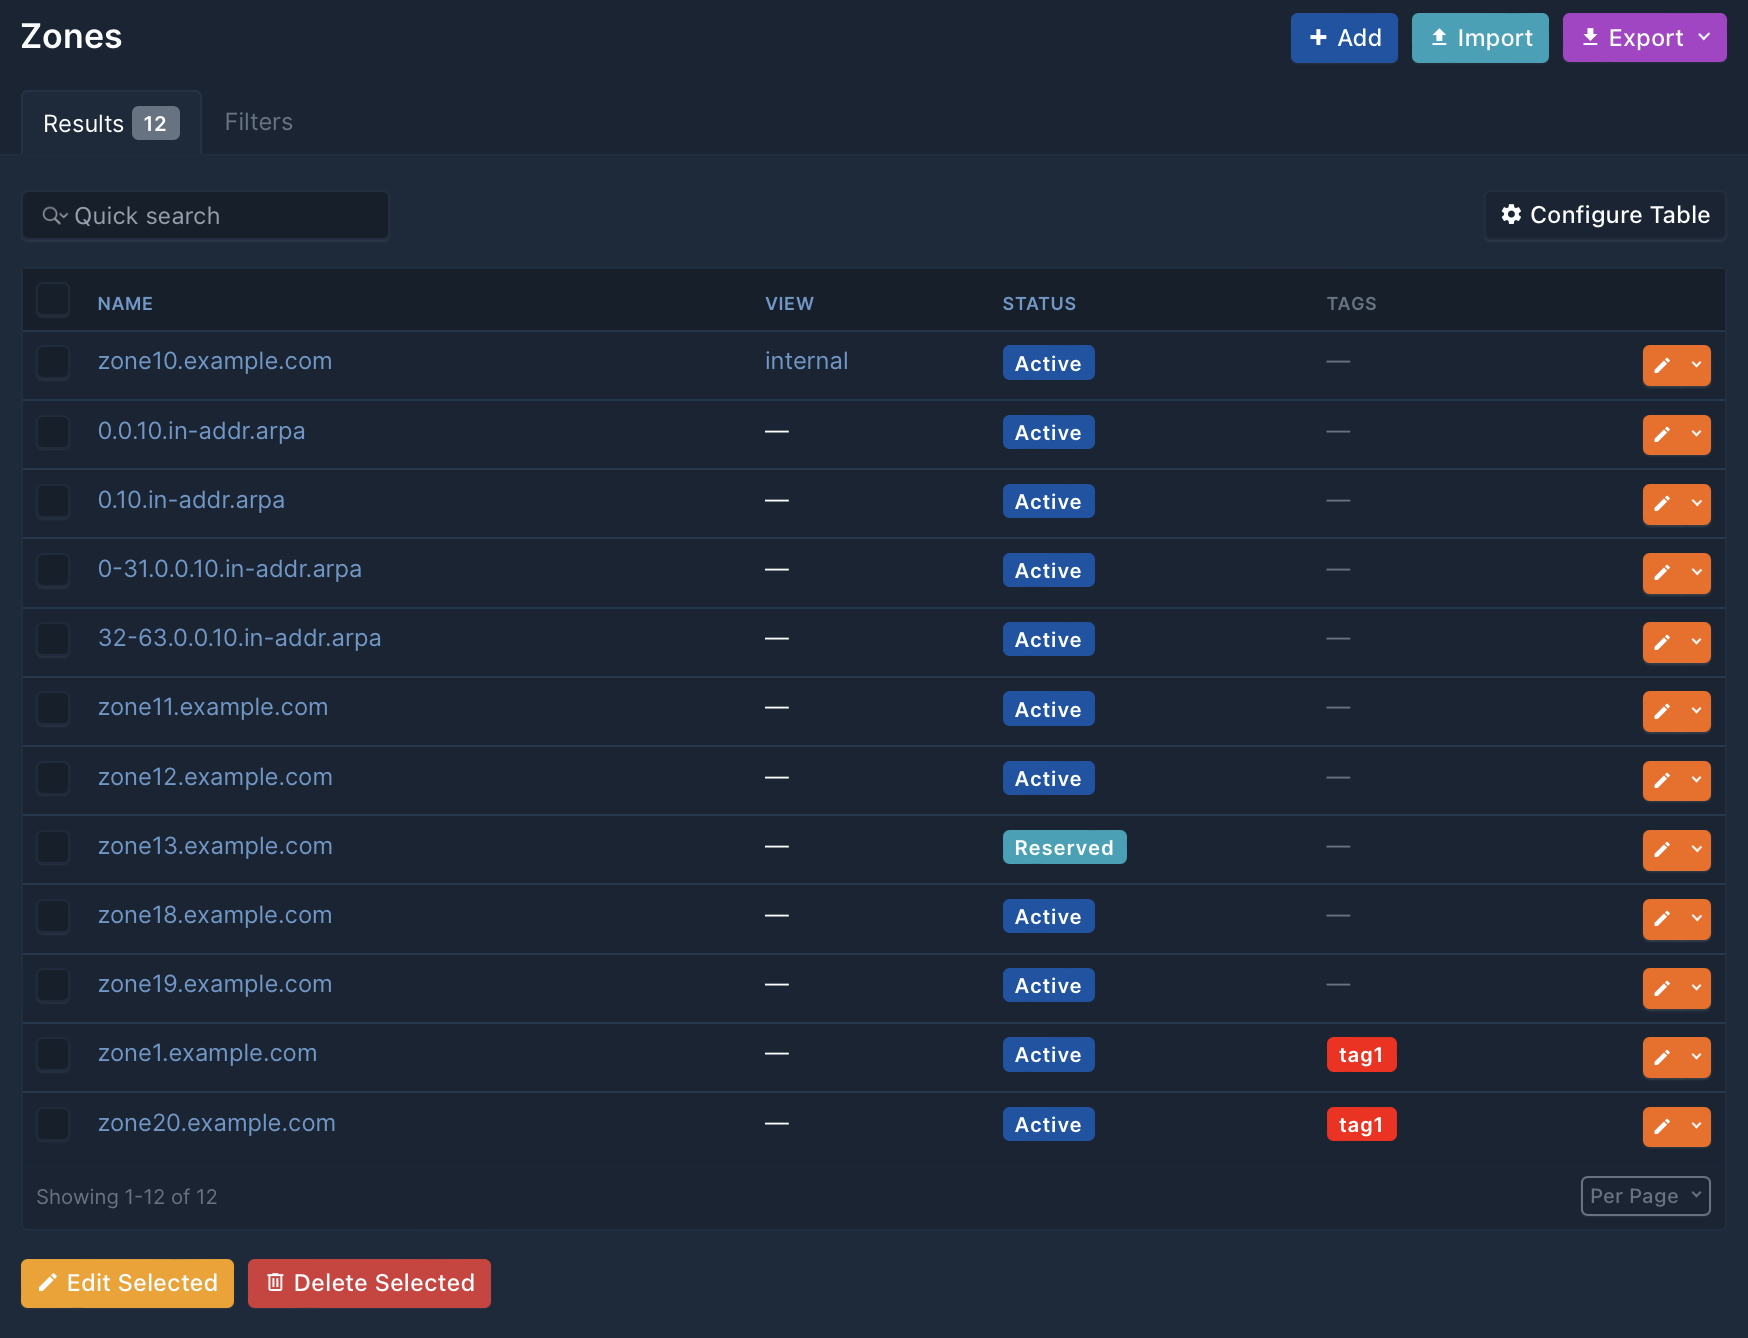 Zones
Add Import Export
Results 12 Filters
Quick search Configure Table
NAME VIEW STATUS TAGS
zone10.example.com internal Active —
0.0.10.in-addr.arpa — Active —
0.10.in-addr.arpa — Active —
0-31.0.0.10.in-addr.arpa — Active —
32-63.0.0.10.in-addr.arpa — Active —
zone11.example.com — Active —
zone12.example.com — Active —
zone13.example.com — Reserved —
zone18.example.com — Active —
zone19.example.com — Active —
zone1.example.com — Active tag1
zone20.example.com — Active tag1
Showing 1-12 of 12 Per Page
Edit Selected Delete Selected